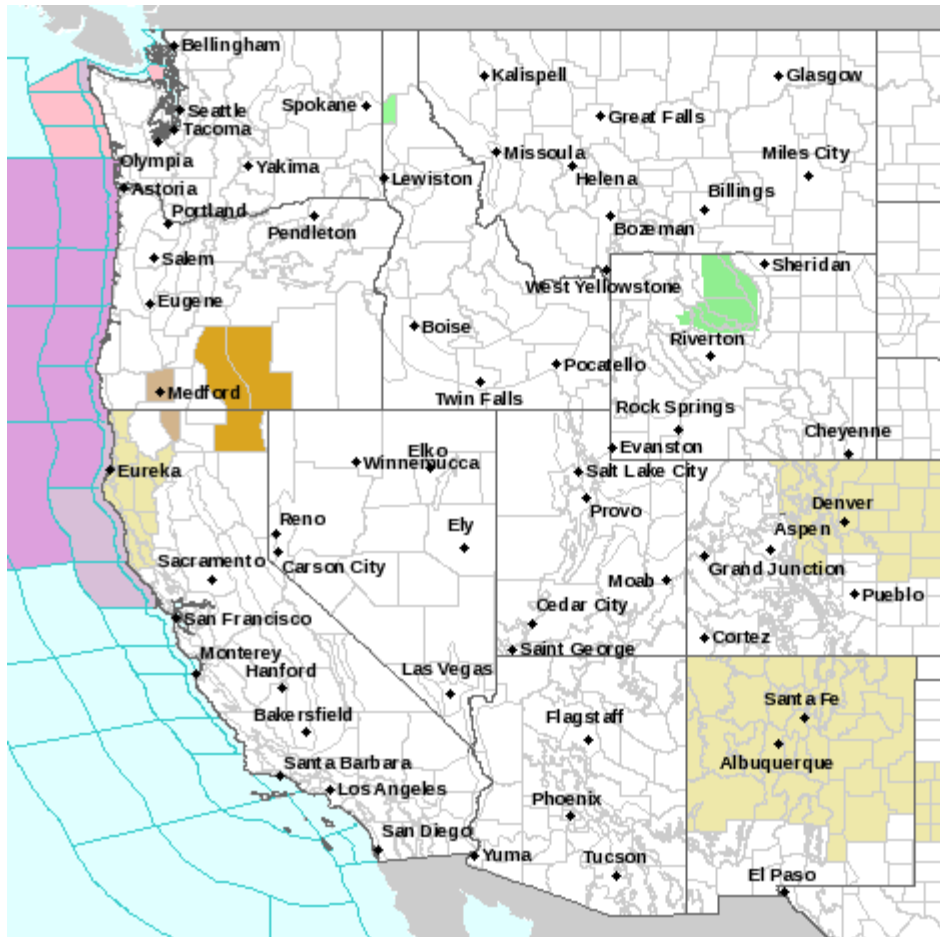 Bellingham
Kalispell
Glasgow
Spokane
Seattle
Great Falls
Tacoma
Olympia
Yakima
Missoula
Miles City
Helena
Lewiston
Astoria
Billings
Portland
Pendleton
Bozeman
Salem
Sheridan
West Yellowstone
Eugene
Boise
Riverton
Pocatello
Medford
Twin Falls
Rock Springs
Cheyenne
Elko
Evanston
Eureka
Winnemucca
Salt Lake City
Denver
Provo
Reno
Ely
Aspen
Sacramento
Carson City
Grand Junction
Moab
Pueblo
Cedar City
San Francisco
Cortez
Saint George
Monterey
Hanford
Las Vegas
Santa Fe
Bakersfield
Flagstaff
Albuquerque
Santa Barbara
Los Angeles
Phoenix
San Diego
Yuma
Tucson
El Paso